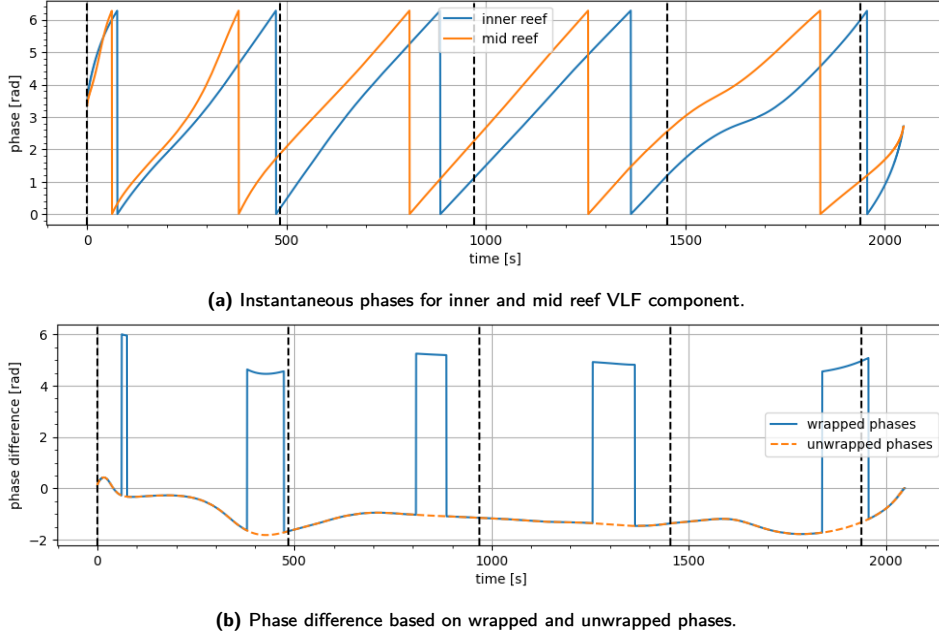 6
5
4
3
2
1
0
phase [rad]
inner reef
mid reef
0 500 1000 1500 2000
time [s]
(a) Instantaneous phases for inner and mid reef VLF component.
6
4
2
0
−2
phase difference [rad]
wrapped phases
unwrapped phases
0 500 1000 1500 2000
time [s]
(b) Phase difference based on wrapped and unwrapped phases.